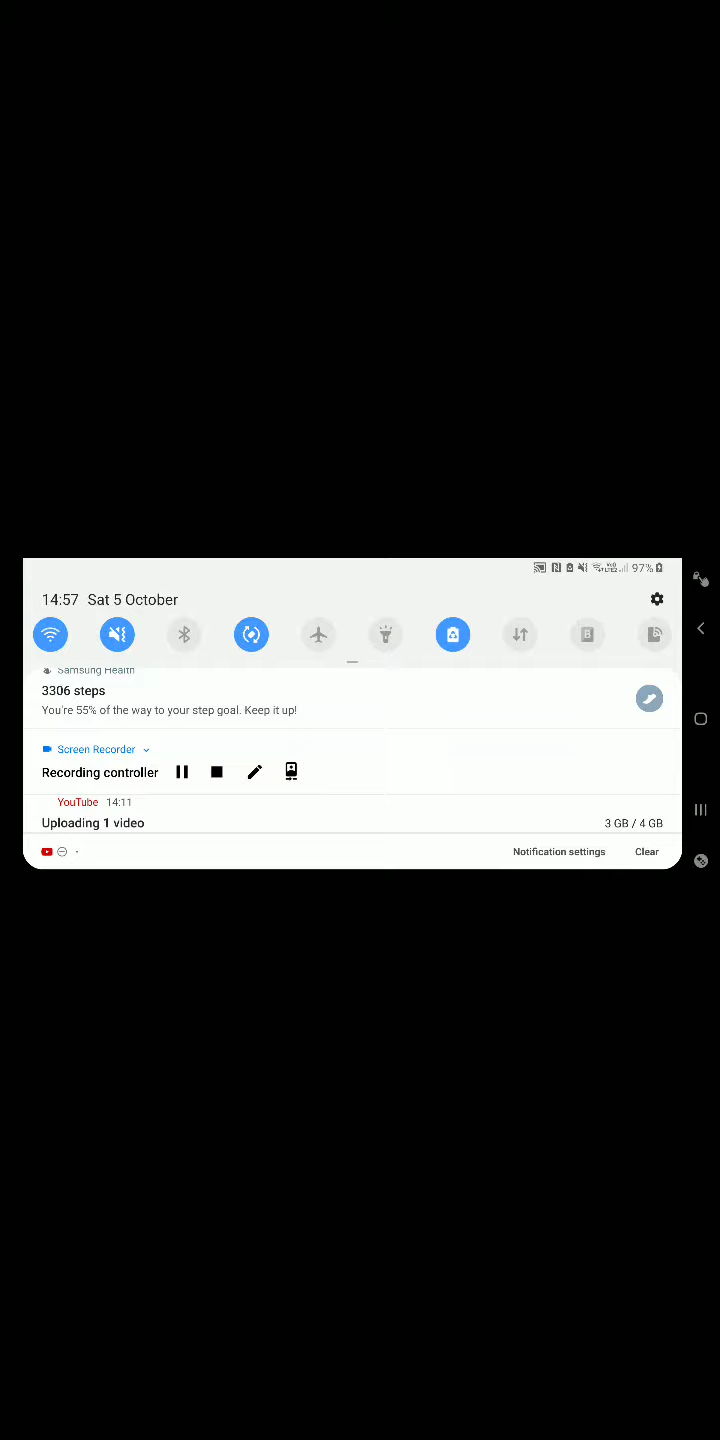 97%
14:57 Sat 5 October
Samsung Health
3306 steps
You're 55% of the way to your step goal. Keep it up!
Screen Recorder
Recording controller
YouTube 14:11
Uploading 1 video 3 GB / 4 GB
Notification settings Clear